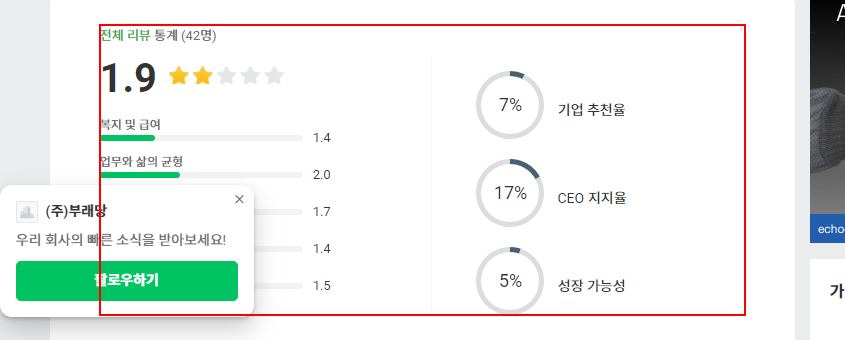 전체 리뷰 통계 (42명)
1.9
복지 및 급여
1.4
업무와 삶의 균형
2.0
1.7
1.4
1.5
7%
기업 추천율
17%
CEO 지지율
5%
성장 가능성
(주)부래당
우리 회사의 빠른 소식을 받아보세요!
팔로우하기
A
echo
가